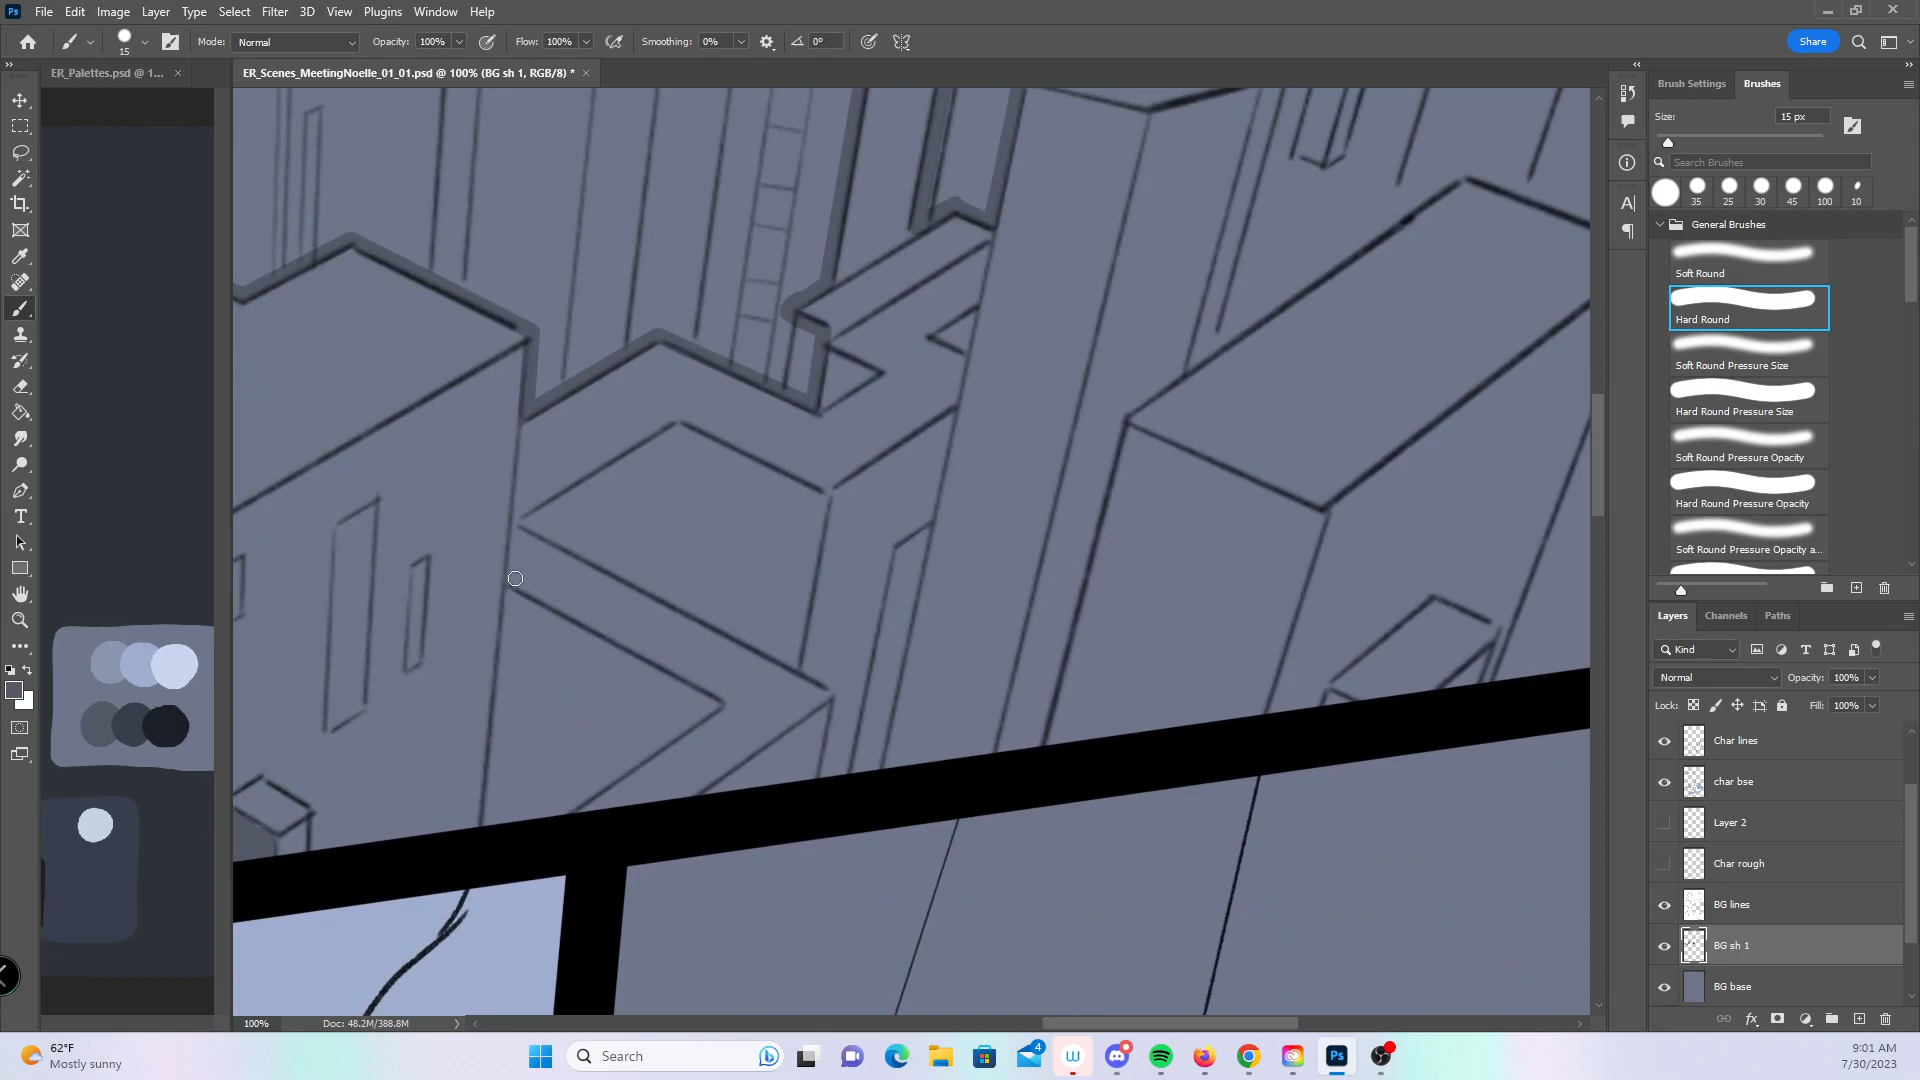 Ps File Edit Image Layer Type Select Filter 3D View Plugins Window Help
15 Mode: Normal Opacity: 100% Flow: 100% Smoothing: 0% 0° Share
ER_Palettes.psd @ 1... × ER_Scenes_MeetingNoelle_01_01.psd @ 100% (BG sh 1, RGB/8) * ×
Brush Settings Brushes
Size: 15 px
Search Brushes
35 25 30 45 100 10
General Brushes
Soft Round
Hard Round
Soft Round Pressure Size
Hard Round Pressure Size
Soft Round Pressure Opacity
Hard Round Pressure Opacity
Soft Round Pressure Opacity a...
Layers Channels Paths
Kind
Normal Opacity: 100%
Lock: Fill: 100%
Char lines
char bse
Layer 2
Char rough
BG lines
BG sh 1
BG base
100% Doc: 48.2M/388.8M
62°F
Mostly sunny
Search
4
Ps
9:01 AM
7/30/2023